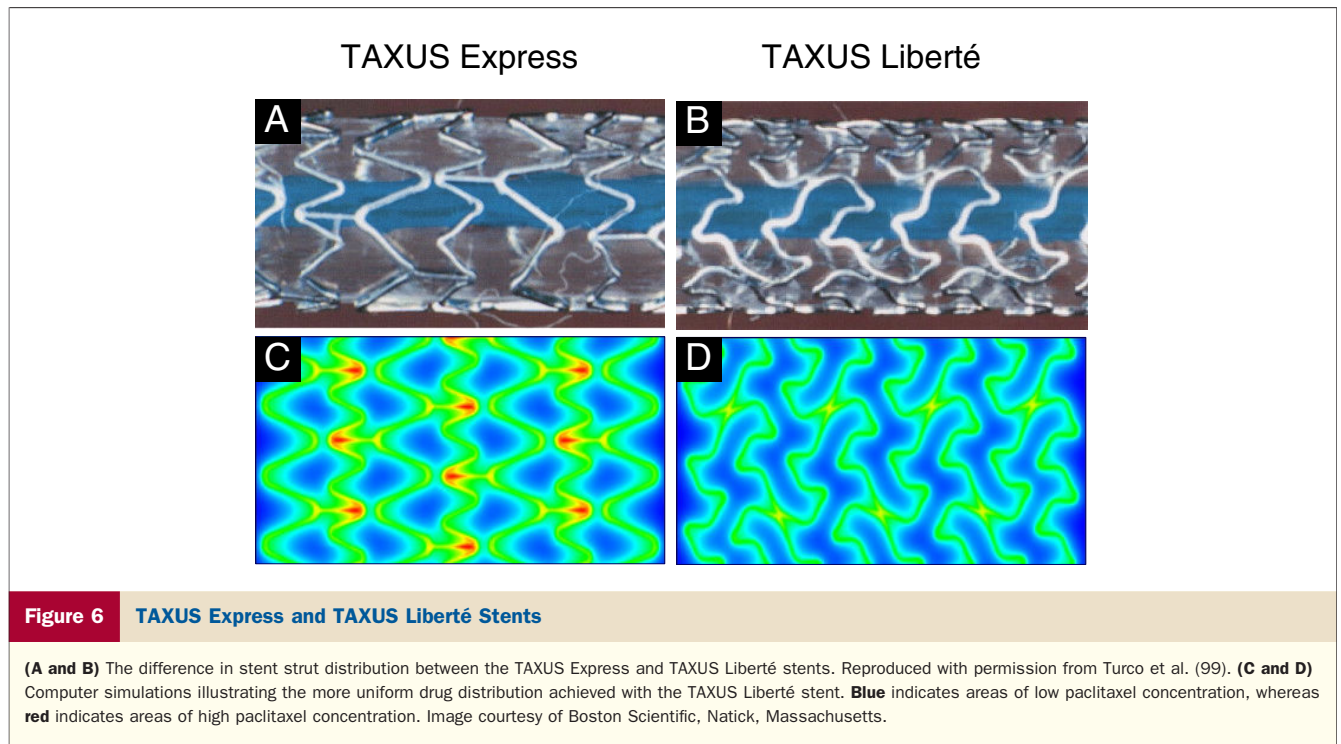 TAXUS Express
TAXUS Liberté
A
B
C
D
Figure 6
TAXUS Express and TAXUS Liberté Stents
(A and B) The difference in stent strut distribution between the TAXUS Express and TAXUS Liberté stents. Reproduced with permission from Turco et al. (99). (C and D)
Computer simulations illustrating the more uniform drug distribution achieved with the TAXUS Liberté stent. Blue indicates areas of low paclitaxel concentration, whereas
red indicates areas of high paclitaxel concentration. Image courtesy of Boston Scientific, Natick, Massachusetts.